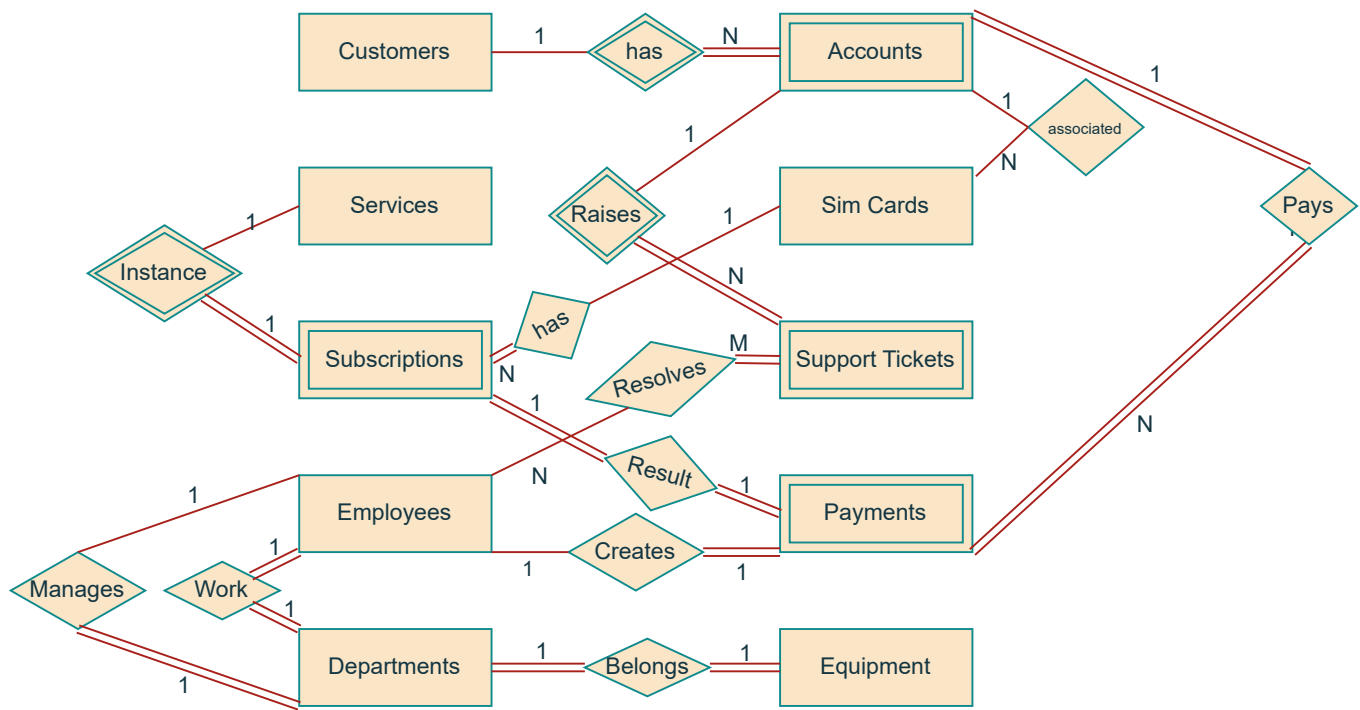 Customers
1
has
N
Accounts
1
1
associated
1
N
Services
1
Raises
1
Sim Cards
Pays
Instance
N
1
has
M
Subscriptions
N
Resolves
Support Tickets
1
N
N
Result
1
1
Employees
Payments
1
Creates
1
1
Manages
Work
1
Departments
1
Belongs
1
Equipment
1